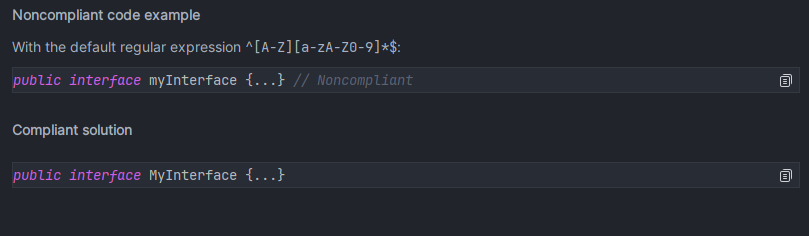 Noncompliant code example
With the default regular expression ^[A-Z][a-zA-Z0-9]*$:
public interface myInterface {...} // Noncompliant
Compliant solution
public interface MyInterface {...}